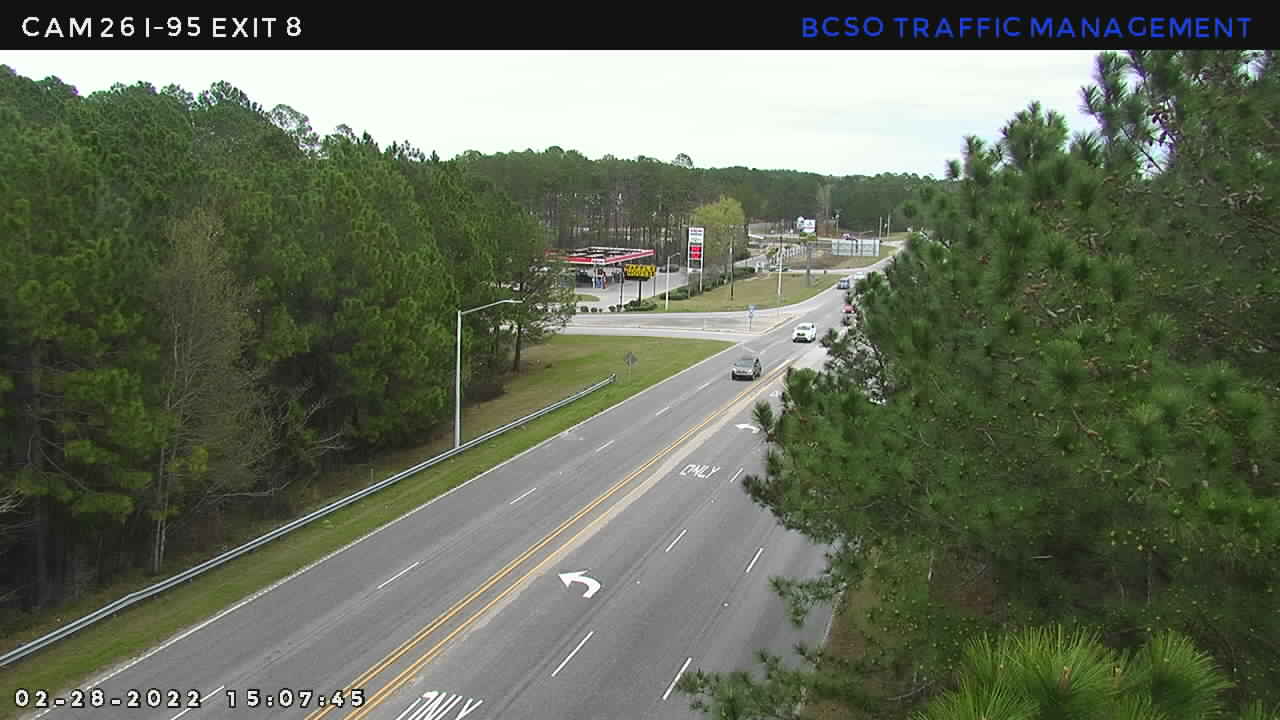 CAM 26 I-95 EXIT 8
BCSO TRAFFIC MANAGEMENT
ONLY
ONLY
02-28-2022 15:07:45